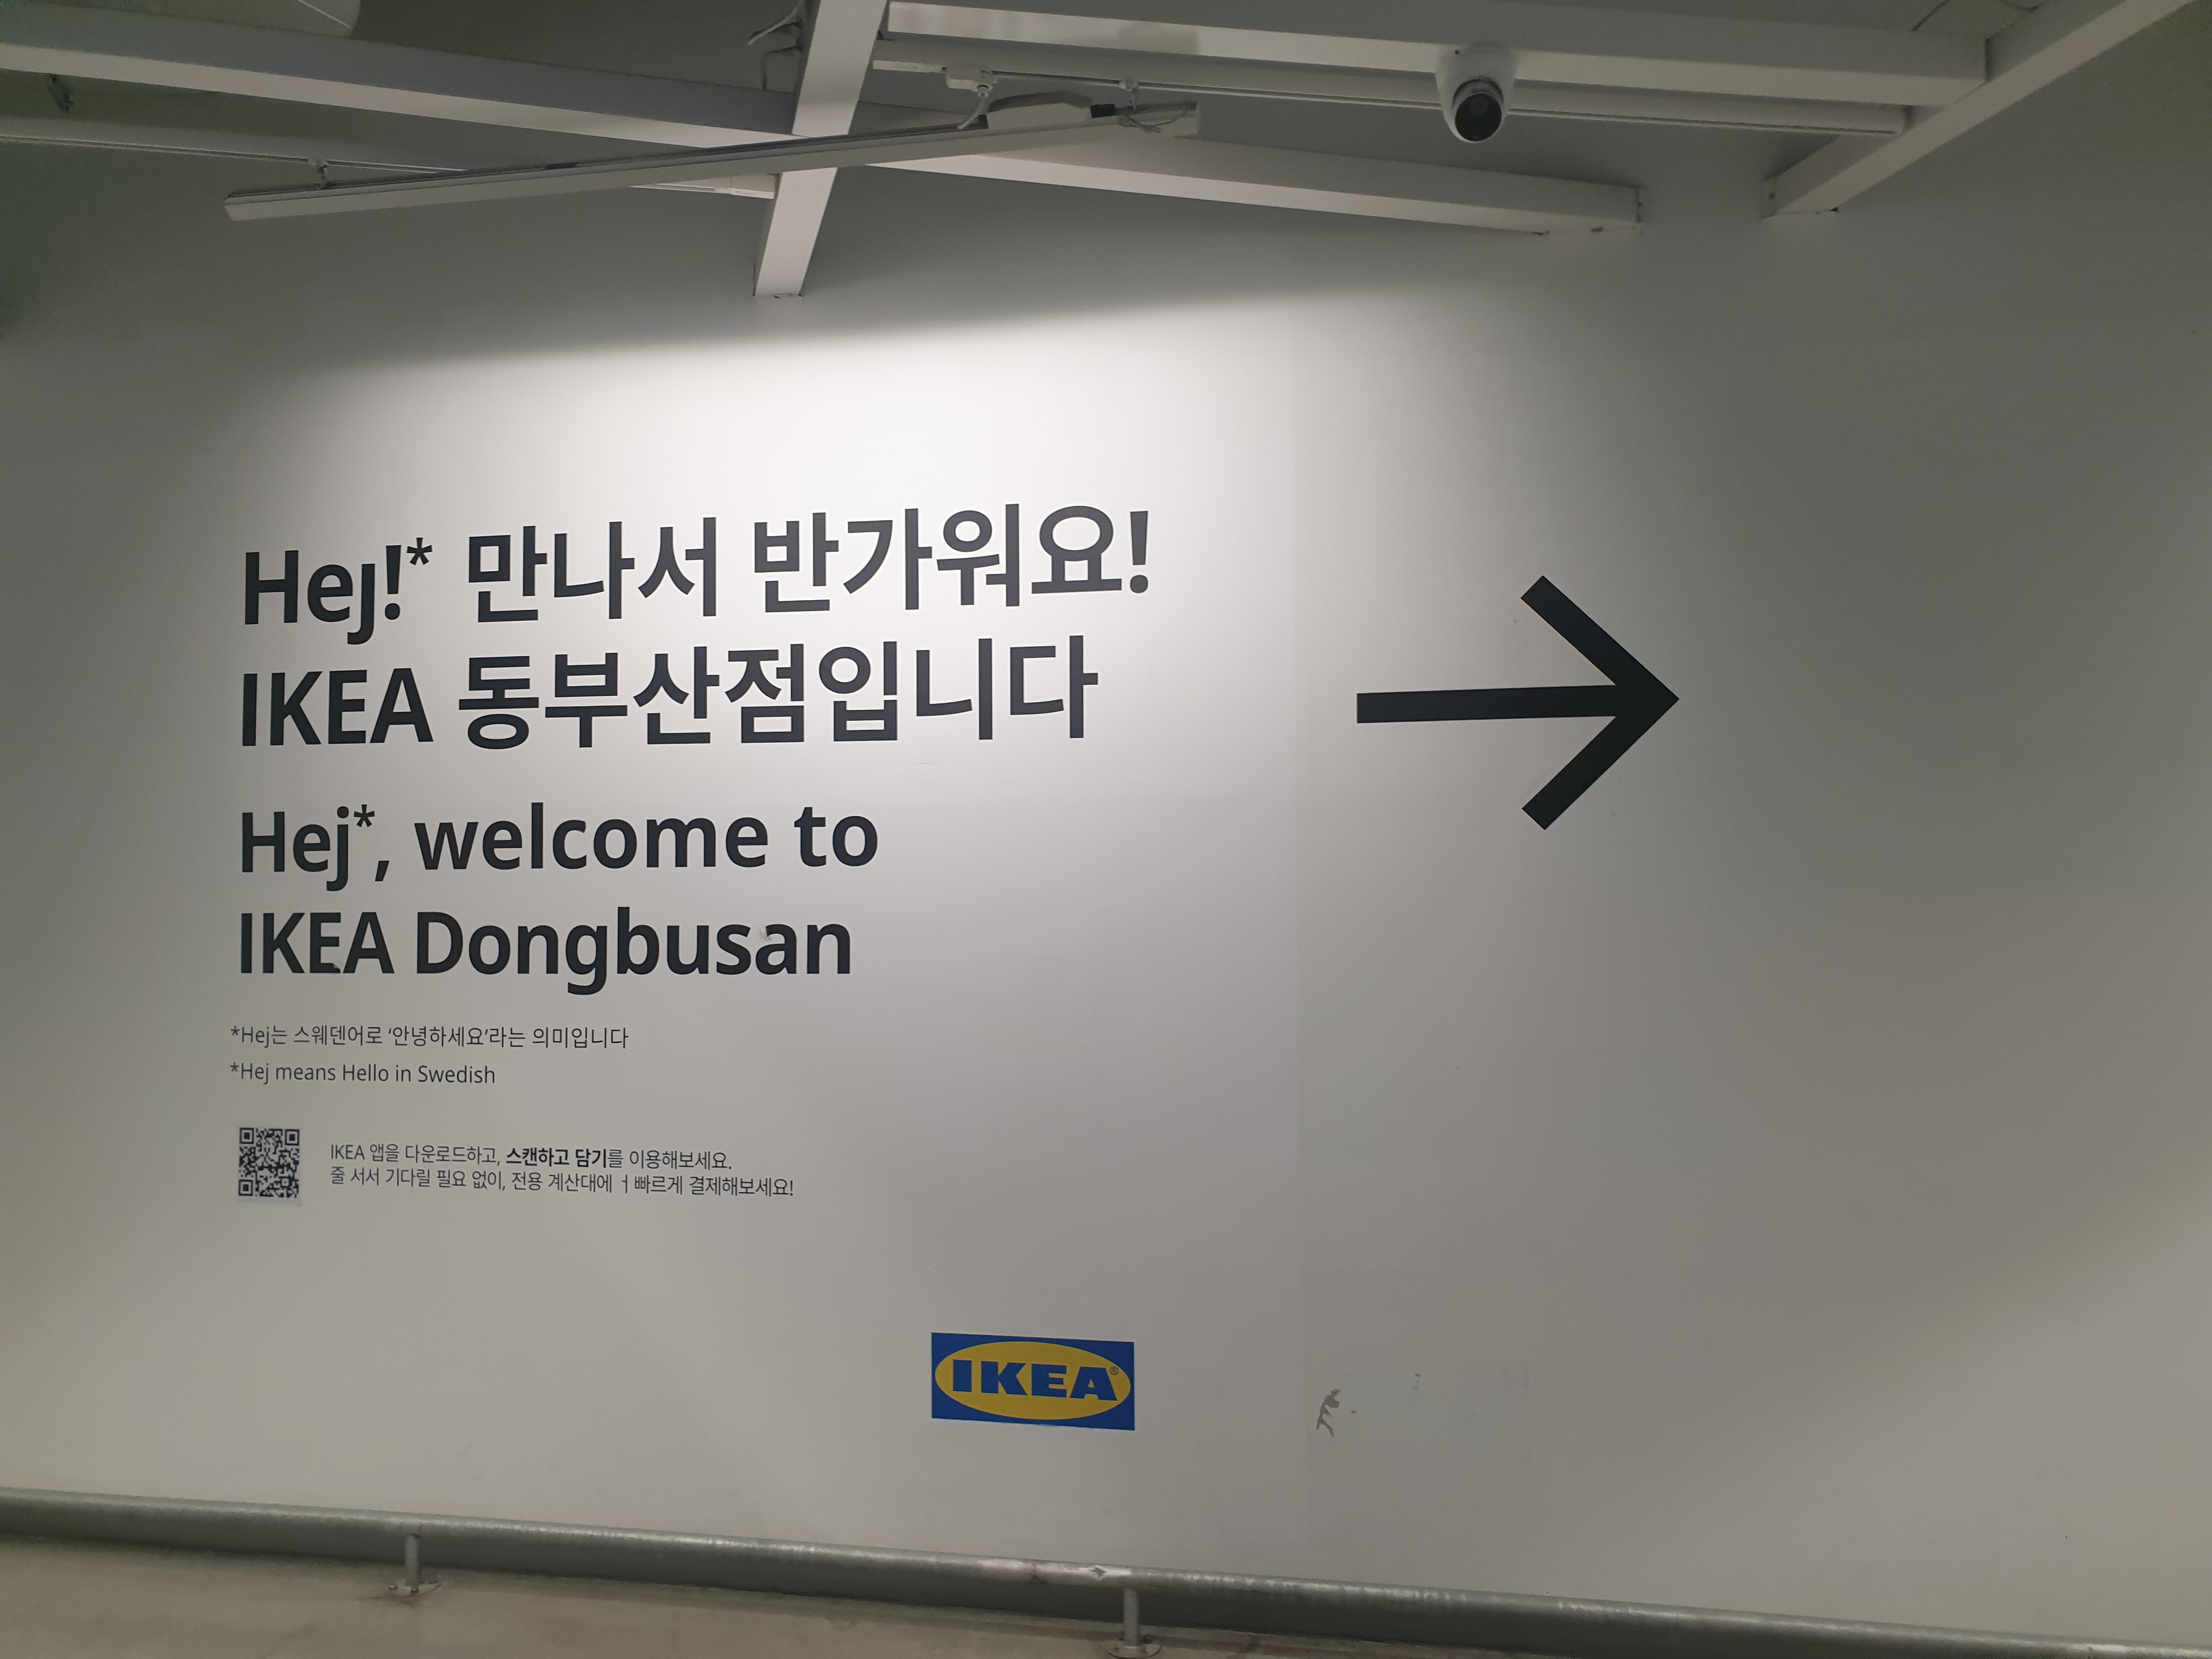 Hej!* 만나서 반가워요!
IKEA 동부산점입니다
Hej*, welcome to
IKEA Dongbusan
*Hej는 스웨덴어로 ‘안녕하세요’라는 의미입니다
*Hej means Hello in Swedish
IKEA 앱을 다운로드하고, 스캔하고 담기를 이용해보세요.
줄 서서 기다릴 필요 없이, 전용 계산대에 ㅓ 빠르게 결제해보세요!
IKEA®